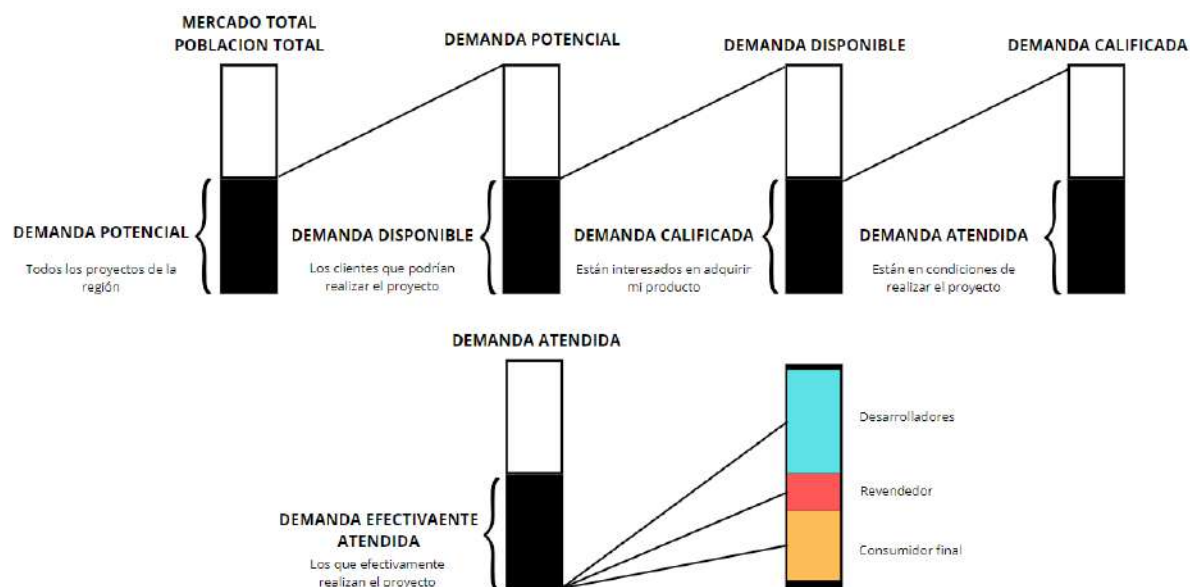 MERCADO TOTAL
POBLACION TOTAL
DEMANDA POTENCIAL
DEMANDA DISPONIBLE
DEMANDA CALIFICADA
DEMANDA POTENCIAL
Todos los proyectos de la
región
DEMANDA DISPONIBLE
Los clientes que podrían
realizar el proyecto
DEMANDA CALIFICADA
Están interesados en adquirir
mi producto
DEMANDA ATENDIDA
Están en condiciones de
realizar el proyecto
DEMANDA ATENDIDA
DEMANDA EFECTIVAENTE
ATENDIDA
Los que efectivamente
realizan el proyecto
Desarrolladores
Revendedor
Consumidor final